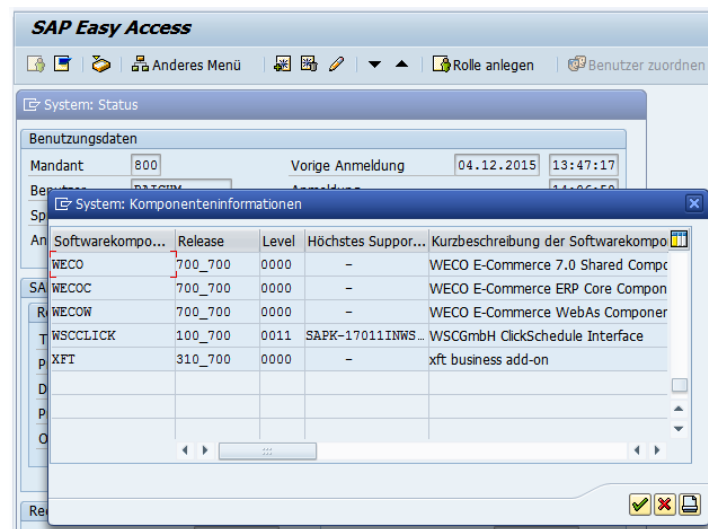 SAP Easy Access
Anderes Menü Rolle anlegen Benutzer zuordnen
System: Status
Benutzungsdaten
Mandant 800 Vorige Anmeldung 04.12.2015 13:47:17
System: Komponenteninformationen
Softwarekompo... Release Level Höchstes Suppor... Kurzbeschreibung der Softwarekompo
WECO 700_700 0000 – WECO E-Commerce 7.0 Shared Compo
WECOC 700_700 0000 – WECO E-Commerce ERP Core Compon
WECOW 700_700 0000 – WECO E-Commerce WebAs Componer
WSCCLICK 100_700 0011 SAPK-17011INWS… WSCGmbH ClickSchedule Interface
XFT 310_700 0000 – xft business add-on